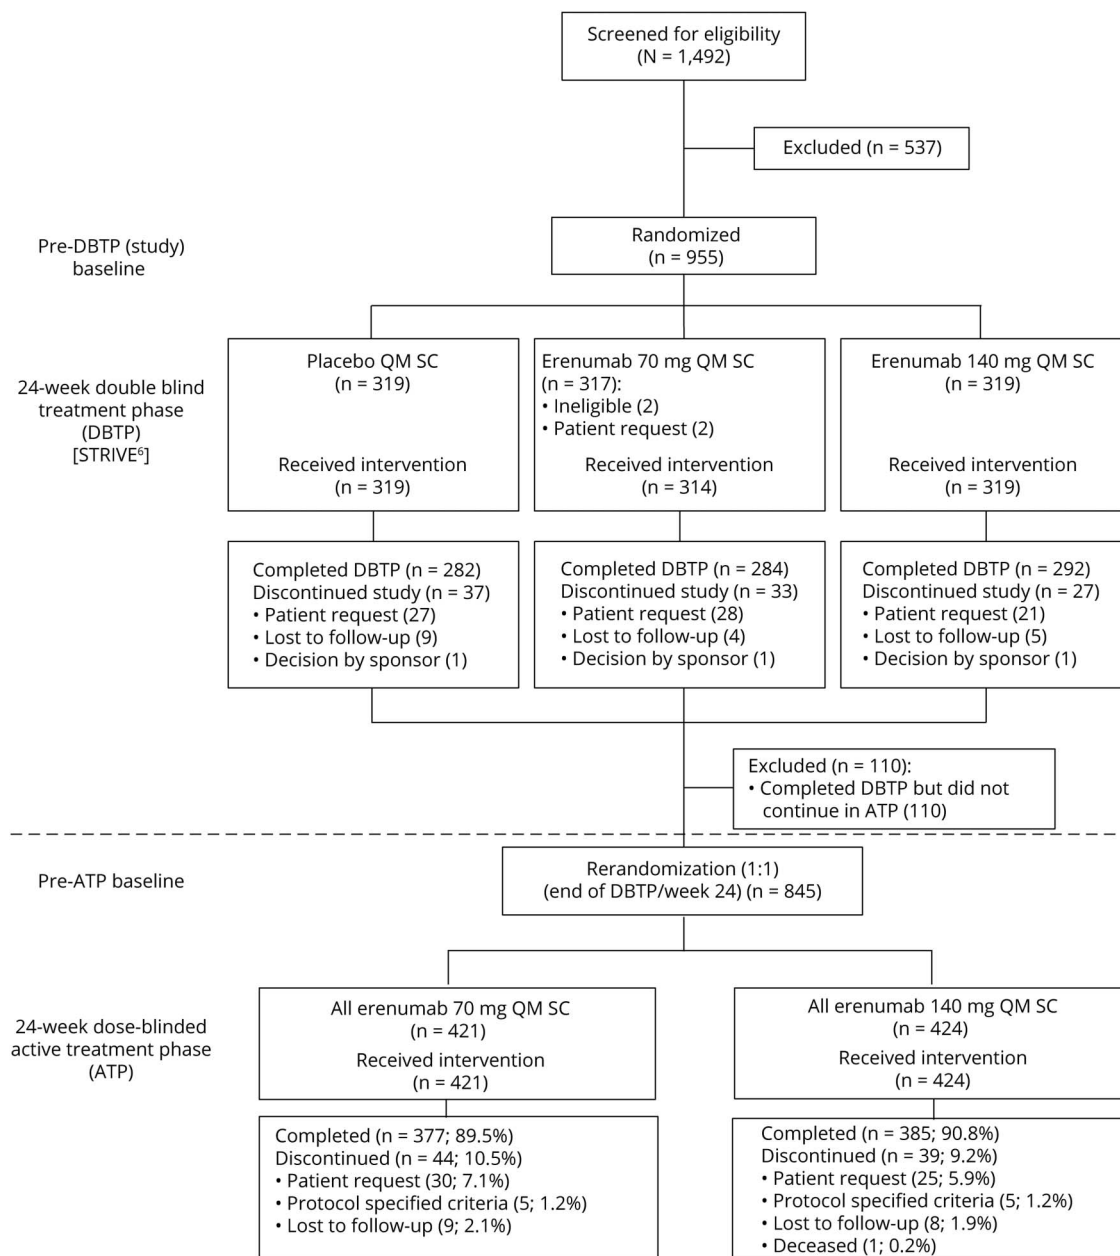 Screened for eligibility
(N = 1,492)
Excluded (n = 537)
Pre-DBTP (study)
baseline
Randomized
(n = 955)
24-week double blind
treatment phase
(DBTP)
[STRIVE⁶]
Placebo QM SC
(n = 319)
Received intervention
(n = 319)
Erenumab 70 mg QM SC
(n = 317):
• Ineligible (2)
• Patient request (2)
Received intervention
(n = 314)
Erenumab 140 mg QM SC
(n = 319)
Received intervention
(n = 319)
Completed DBTP (n = 282)
Discontinued study (n = 37)
• Patient request (27)
• Lost to follow-up (9)
• Decision by sponsor (1)
Completed DBTP (n = 284)
Discontinued study (n = 33)
• Patient request (28)
• Lost to follow-up (4)
• Decision by sponsor (1)
Completed DBTP (n = 292)
Discontinued study (n = 27)
• Patient request (21)
• Lost to follow-up (5)
• Decision by sponsor (1)
Excluded (n = 110):
• Completed DBTP but did not
continue in ATP (110)
Pre-ATP baseline
Rerandomization (1:1)
(end of DBTP/week 24) (n = 845)
24-week dose-blinded
active treatment phase
(ATP)
All erenumab 70 mg QM SC
(n = 421)
Received intervention
(n = 421)
All erenumab 140 mg QM SC
(n = 424)
Received intervention
(n = 424)
Completed (n = 377; 89.5%)
Discontinued (n = 44; 10.5%)
• Patient request (30; 7.1%)
• Protocol specified criteria (5; 1.2%)
• Lost to follow-up (9; 2.1%)
Completed (n = 385; 90.8%)
Discontinued (n = 39; 9.2%)
• Patient request (25; 5.9%)
• Protocol specified criteria (5; 1.2%)
• Lost to follow-up (8; 1.9%)
• Deceased (1; 0.2%)